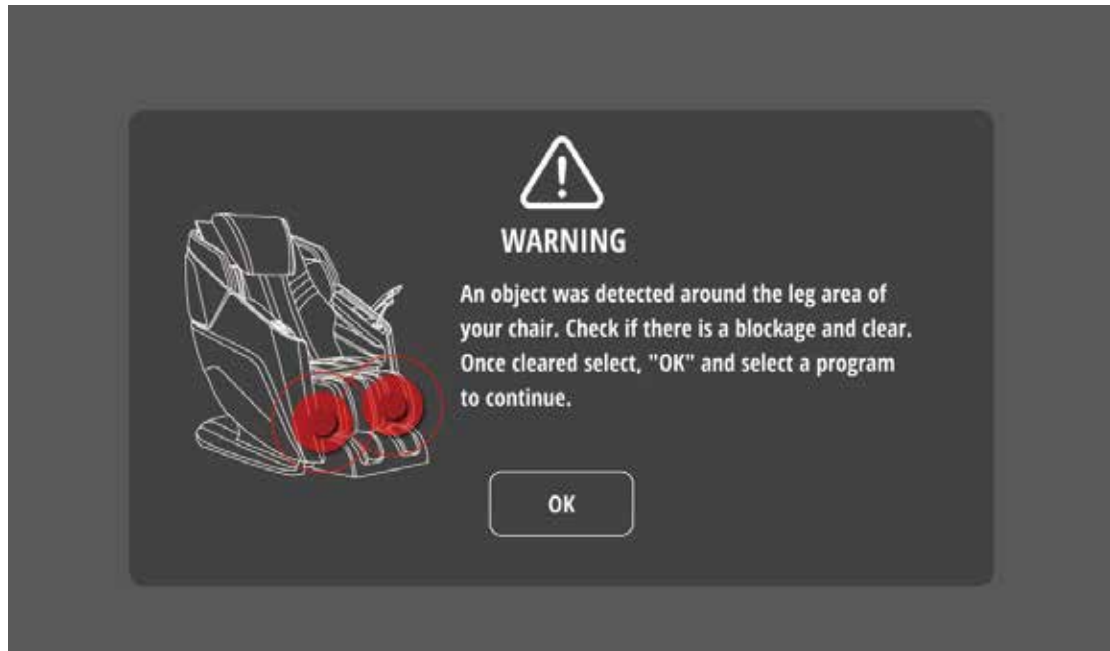 WARNING
An object was detected around the leg area of
your chair. Check if there is a blockage and clear.
Once cleared select, "OK" and select a program
to continue.
OK